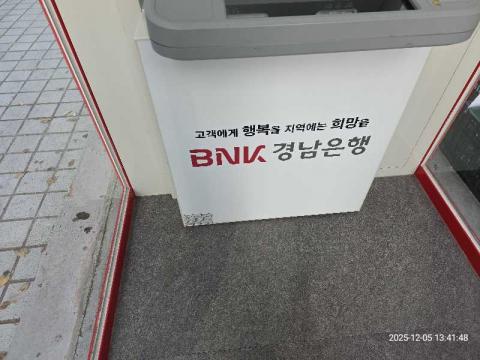 고객에게 행복을 지역에는 희망을
BNK 경남은행
2025-12-05 13:41:48